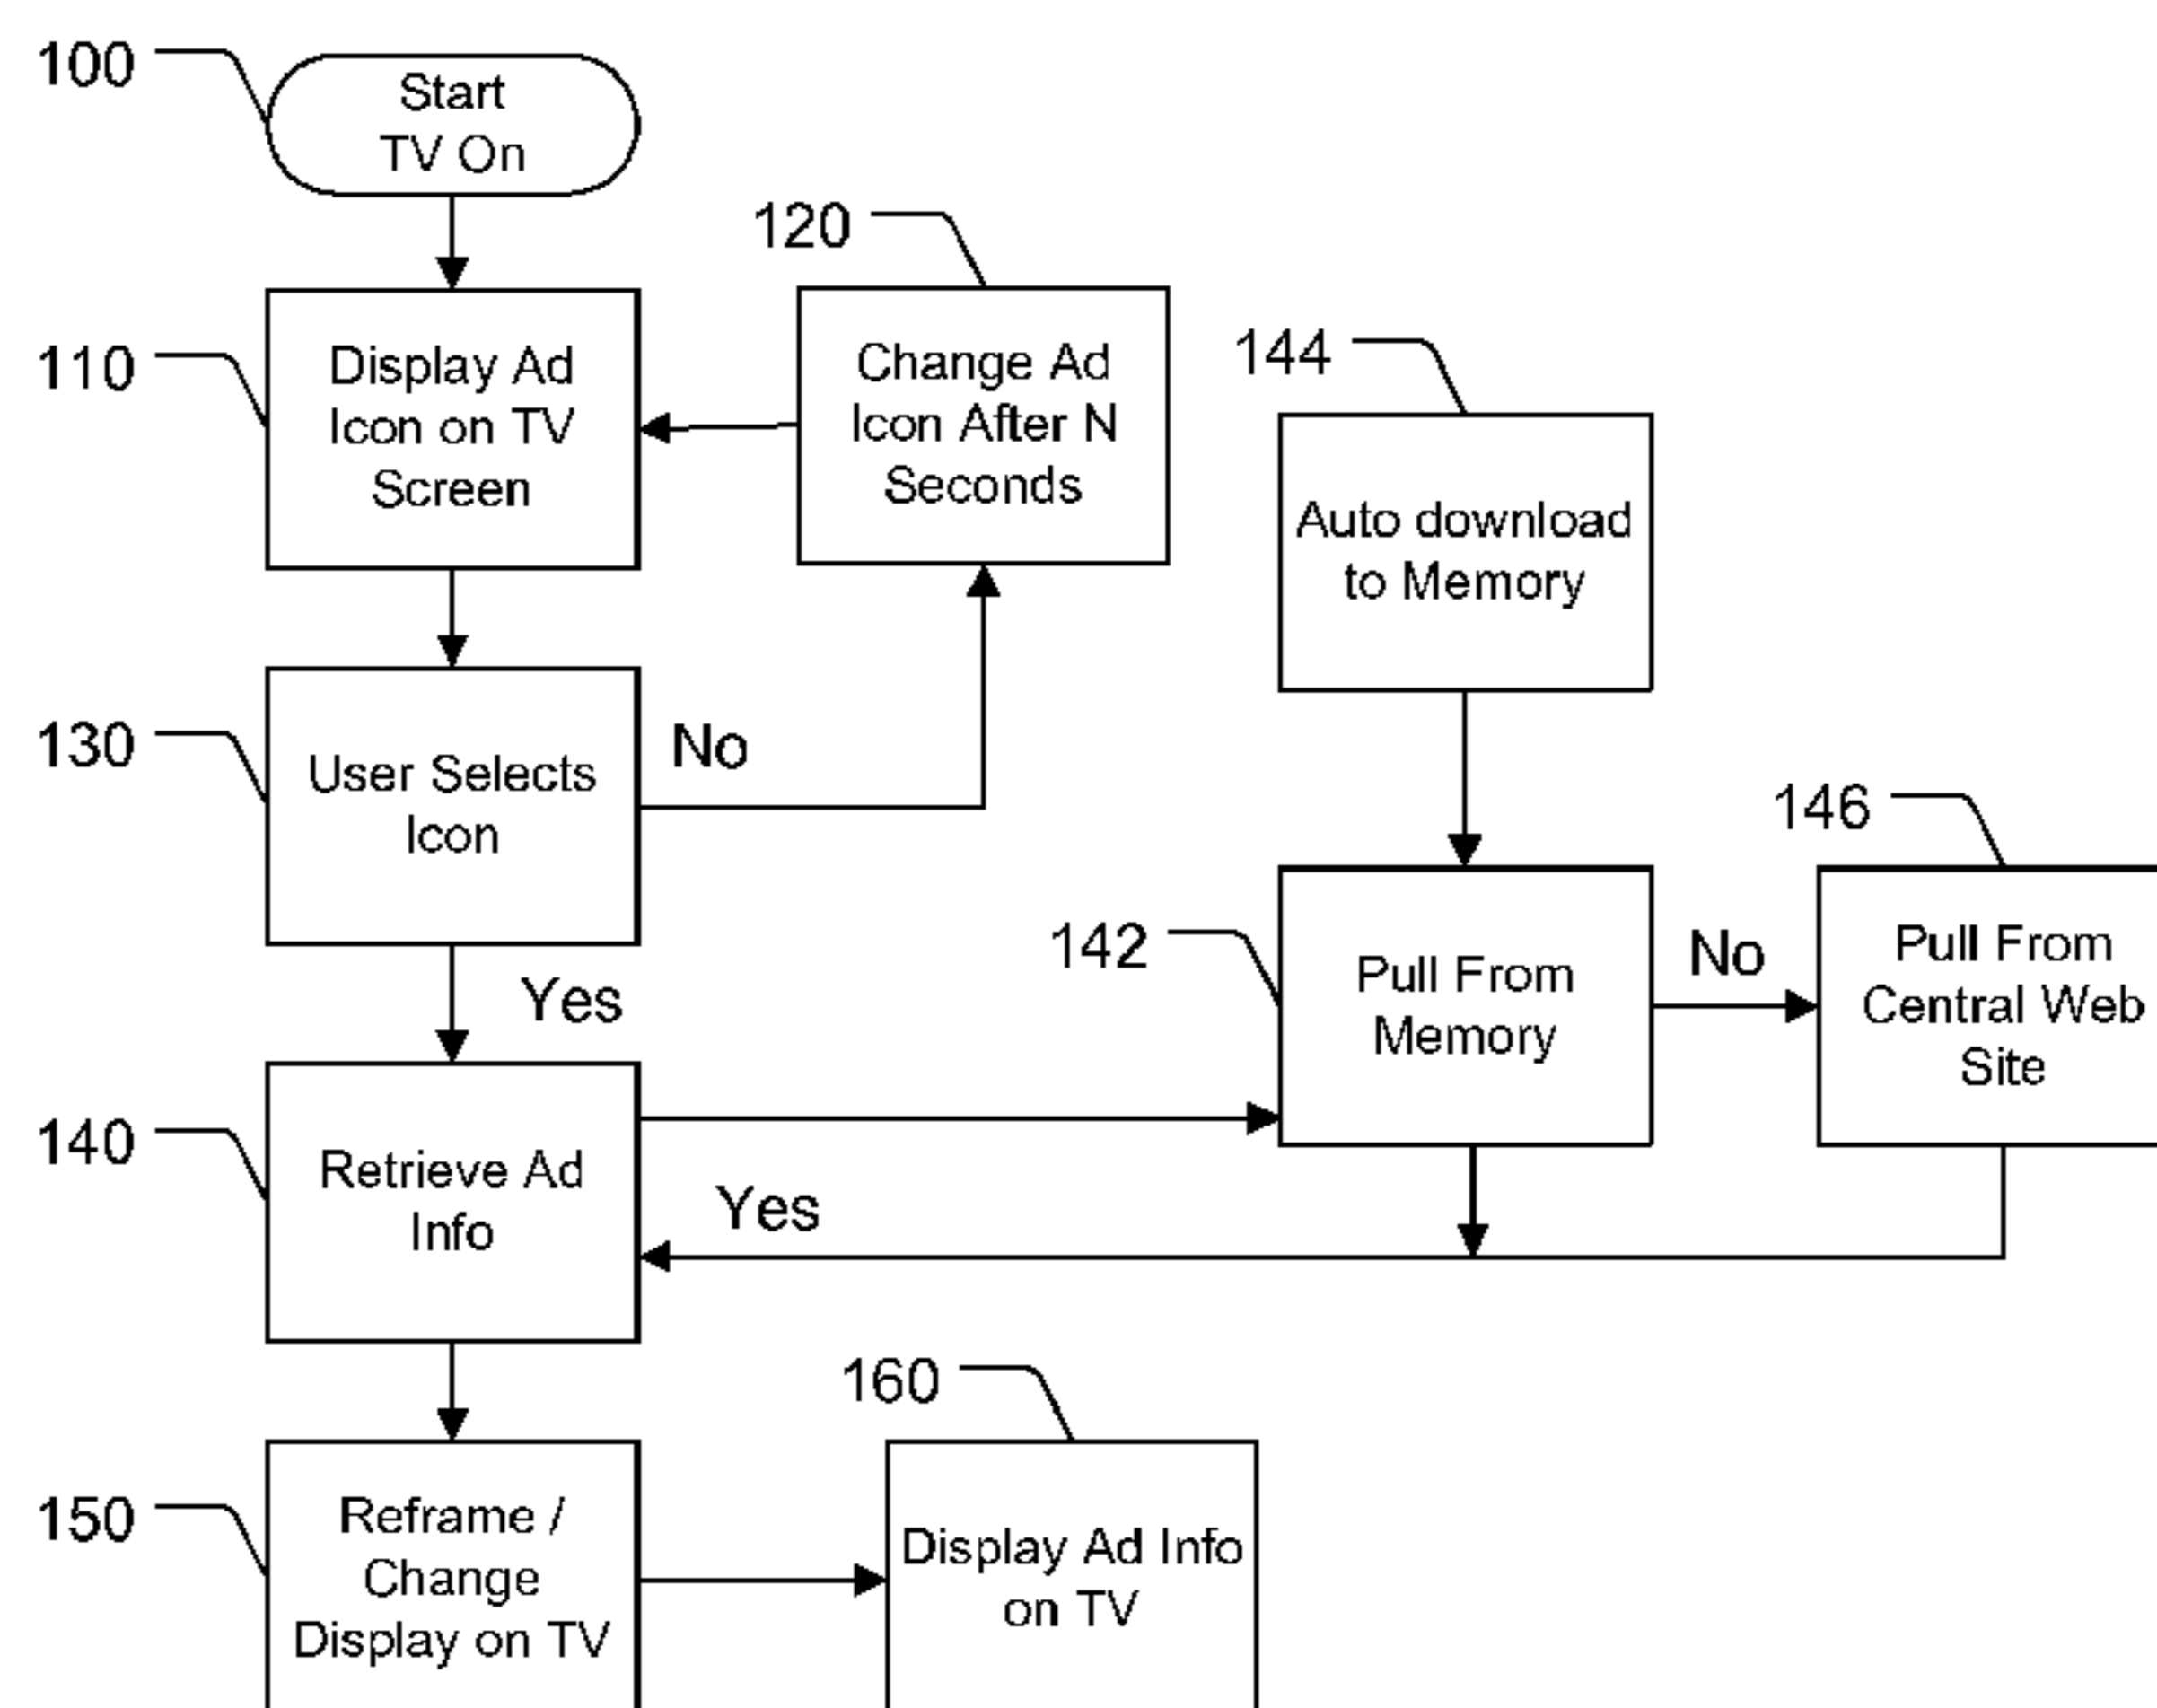 100
Start
TV On
110
Display Ad
Icon on TV
Screen
120
Change Ad
Icon After N
Seconds
130
User Selects
Icon
No
Yes
144
Auto download
to Memory
142
Pull From
Memory
No
146
Pull From
Central Web
Site
140
Retrieve Ad
Info
Yes
150
Reframe /
Change
Display on TV
160
Display Ad Info
on TV